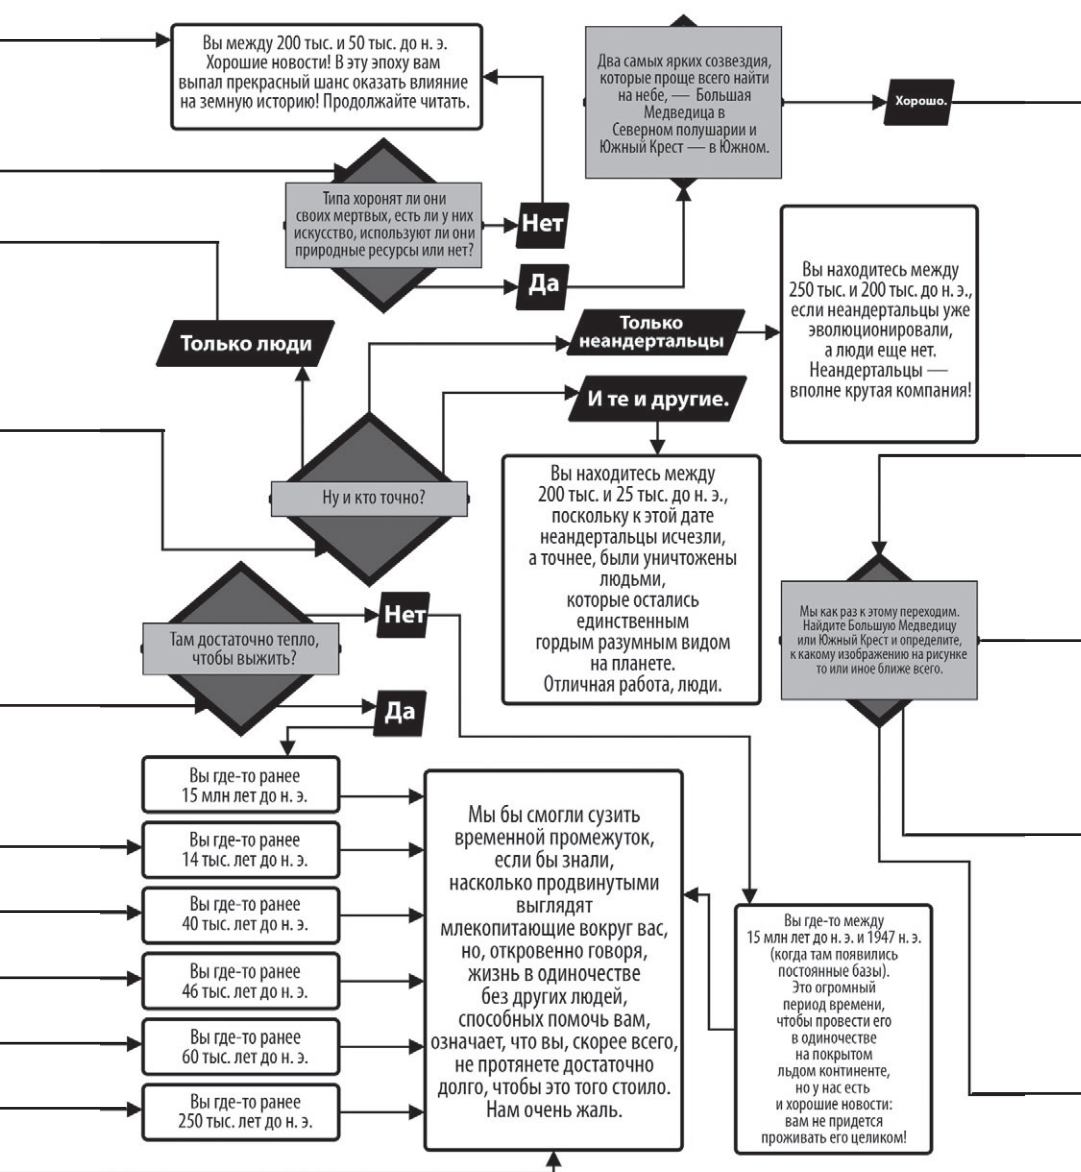 Вы между 200 тыс. и 50 тыс. до н. э.
Хорошие новости! В эту эпоху вам
выпал прекрасный шанс оказать влияние
на земную историю! Продолжайте читать.
Два самых ярких созвездия,
которые проще всего найти
на небе, — Большая
Медведица в
Северном полушарии и
Южный Крест — в Южном.
Хорошо.
Типа хоронят ли они
своих мертвых, есть ли у них
искусство, используют ли они
природные ресурсы или нет?
Нет
Да
Только люди
Только
неандертальцы
Вы находитесь между
250 тыс. и 200 тыс. до н. э.,
если неандертальцы уже
эволюционировали,
а люди еще нет.
Неандертальцы —
вполне крутая компания!
И те и другие.
Ну и кто точно?
Вы находитесь между
200 тыс. и 25 тыс. до н. э.,
поскольку к этой дате
неандертальцы исчезли,
а точнее, были уничтожены
людьми,
которые остались
единственным
гордым разумным видом
на планете.
Отличная работа, люди.
Мы как раз к этому переходим.
Найдите Большую Медведицу
или Южный Крест и определите,
к какому изображению на рисунке
то или иное ближе всего.
Там достаточно тепло,
чтобы выжить?
Нет
Да
Вы где-то ранее
15 млн лет до н. э.
Вы где-то ранее
14 тыс. лет до н. э.
Вы где-то ранее
40 тыс. лет до н. э.
Вы где-то ранее
46 тыс. лет до н. э.
Вы где-то ранее
60 тыс. лет до н. э.
Вы где-то ранее
250 тыс. лет до н. э.
Мы бы смогли сузить
временной промежуток,
если бы знали,
насколько продвинутыми
выглядят
млекопитающие вокруг вас,
но, откровенно говоря,
жизнь в одиночестве
без других людей,
способных помочь вам,
означает, что вы, скорее всего,
не протянете достаточно
долго, чтобы это того стоило.
Нам очень жаль.
Вы где-то между
15 млн лет до н. э. и 1947 н. э.
(когда там появились
постоянные базы).
Это огромный
период времени,
чтобы провести его
в одиночестве
на покрытом
льдом континенте,
но у нас есть
и хорошие новости:
вам не придется
проживать его целиком!